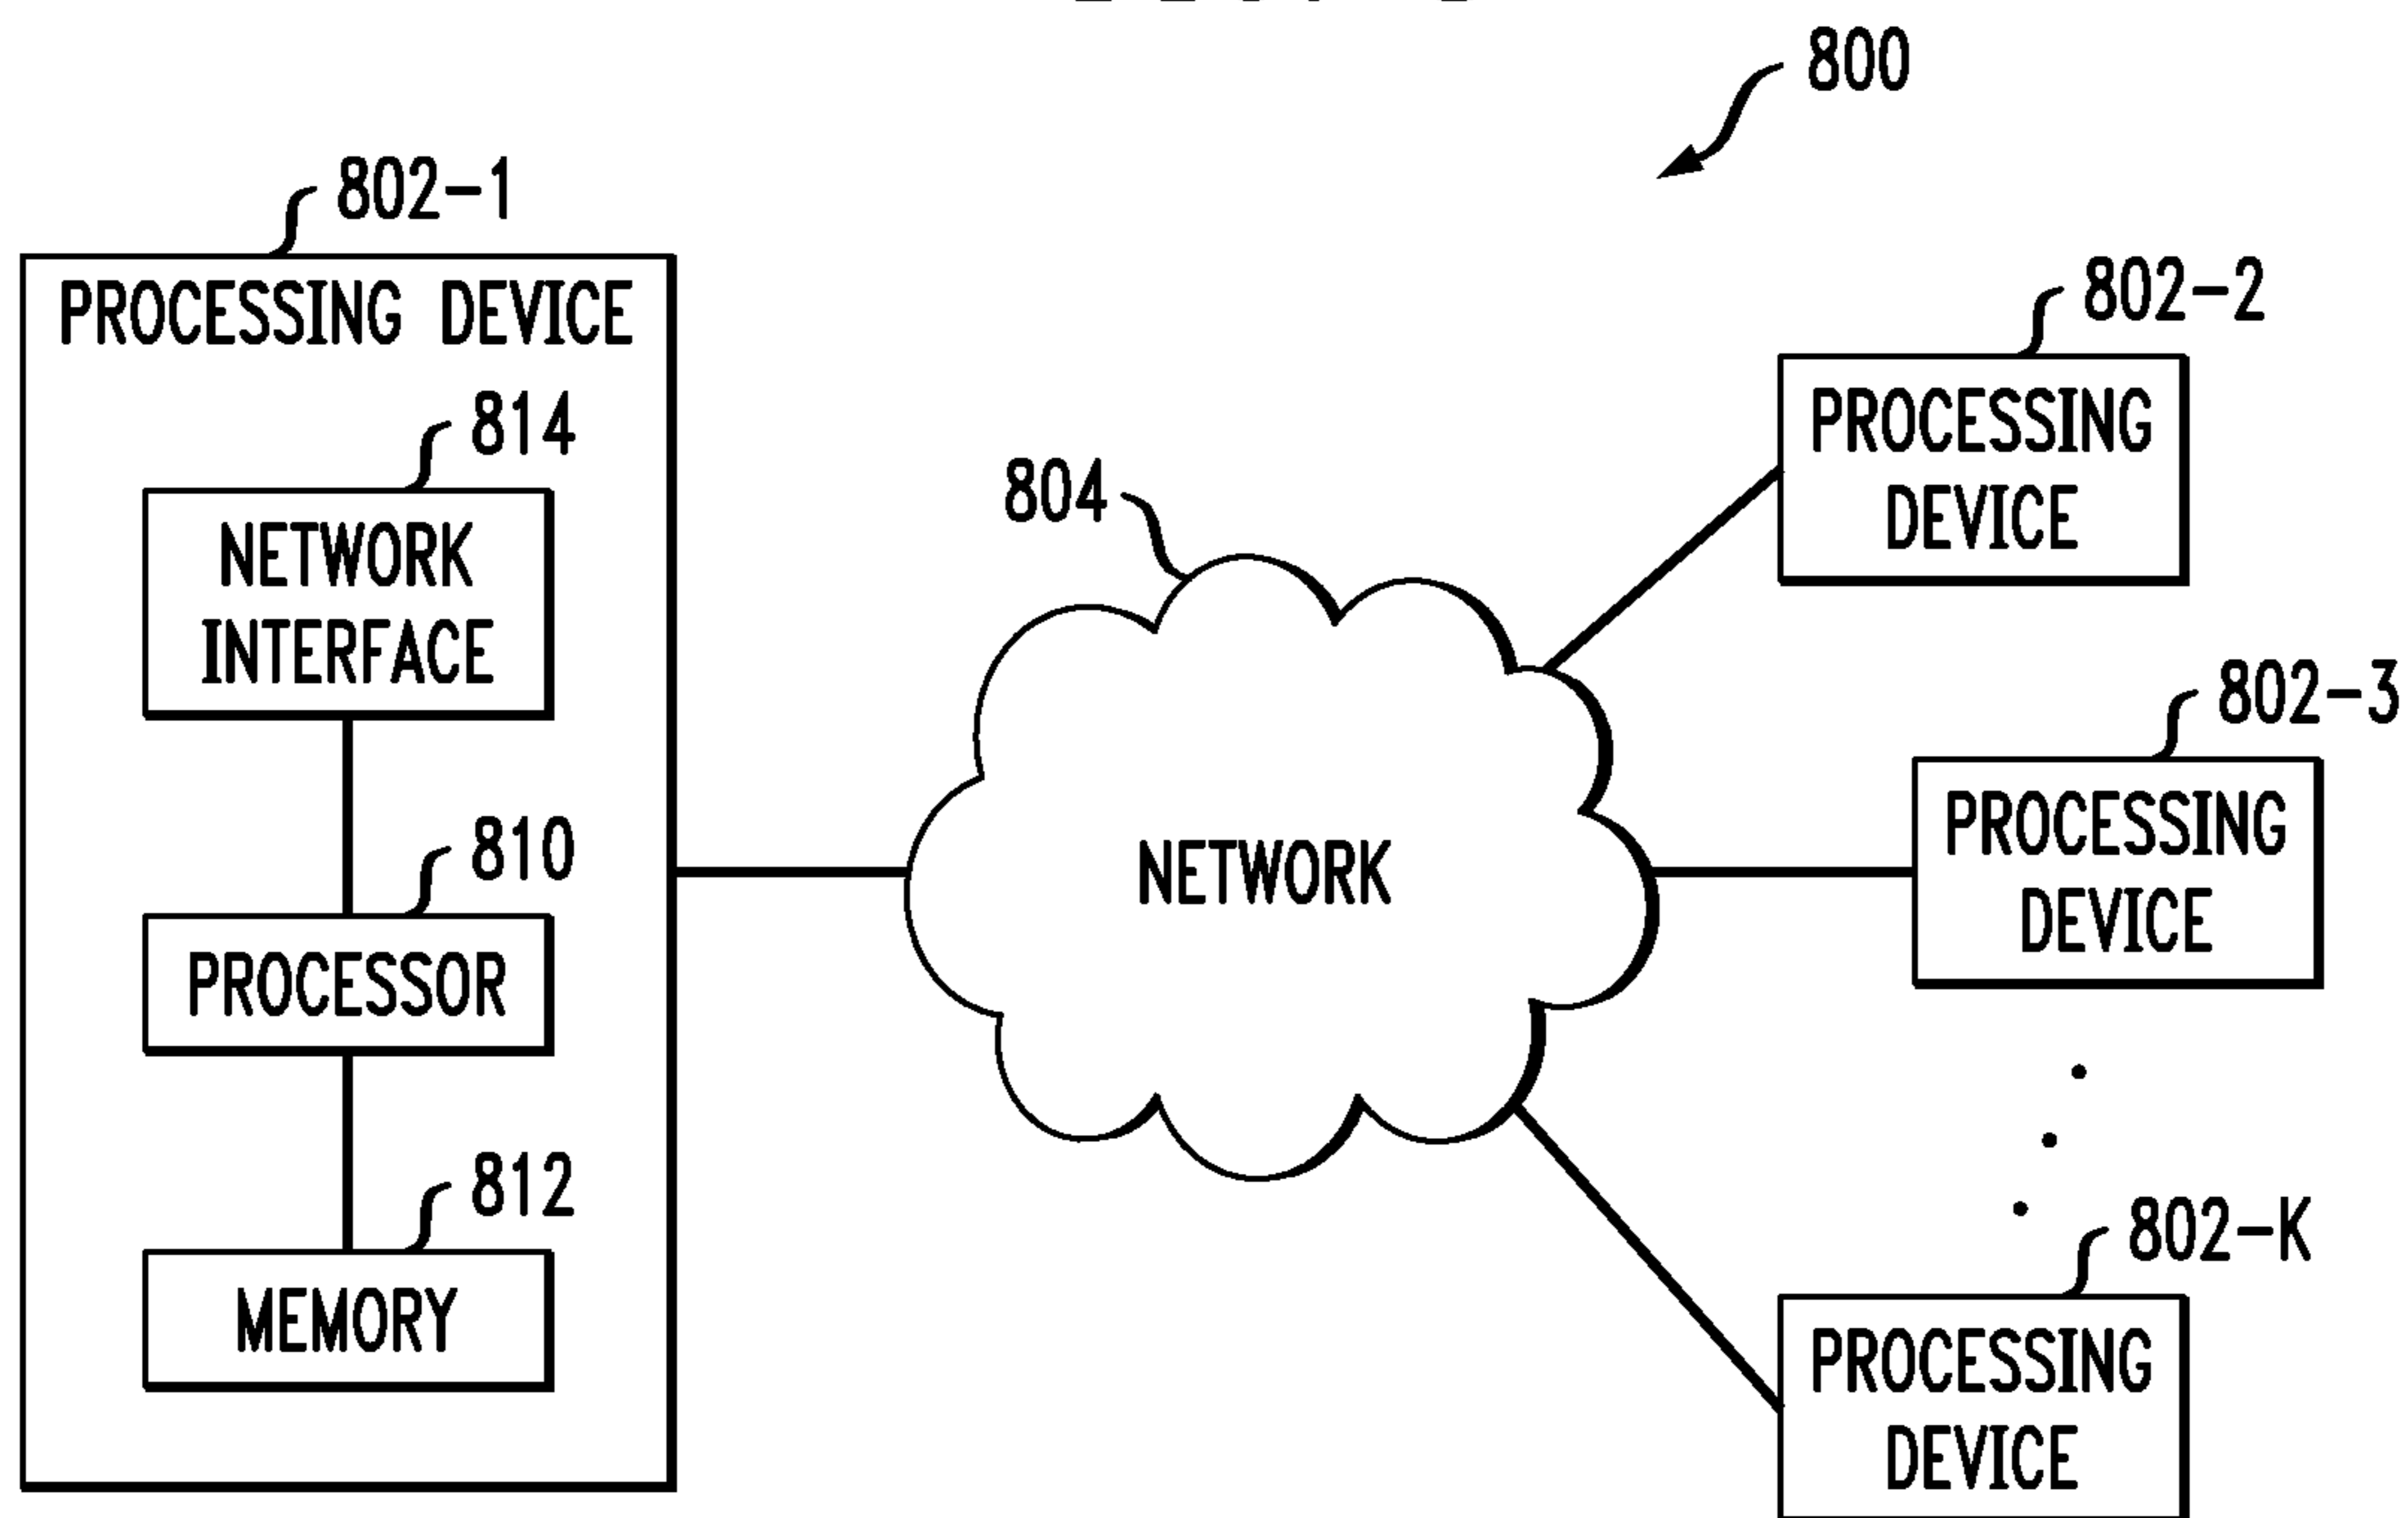 800
802-1
PROCESSING DEVICE
814
NETWORK
INTERFACE
810
PROCESSOR
812
MEMORY
804
NETWORK
802-2
PROCESSING
DEVICE
802-3
PROCESSING
DEVICE
802-K
PROCESSING
DEVICE